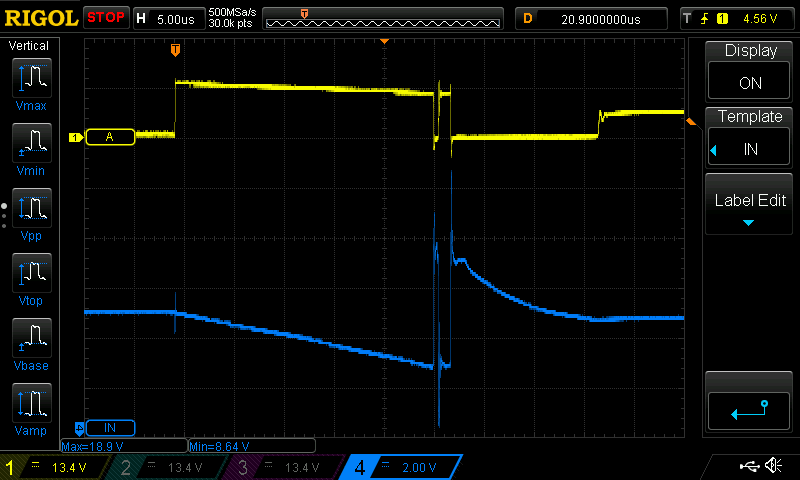 RIGOL STOP H 5.00us 500MSa/s 30.0k pts T D 20.9000000us T 1 4.56 V
Vertical
Vmax
Vmin
Vpp
Vtop
Vbase
Vamp
T
1 A
4 IN
Max=18.9 V Min=8.64 V
Display
ON
Template
IN
Label Edit
1 13.4 V 2 13.4 V 3 13.4 V 4 2.00 V